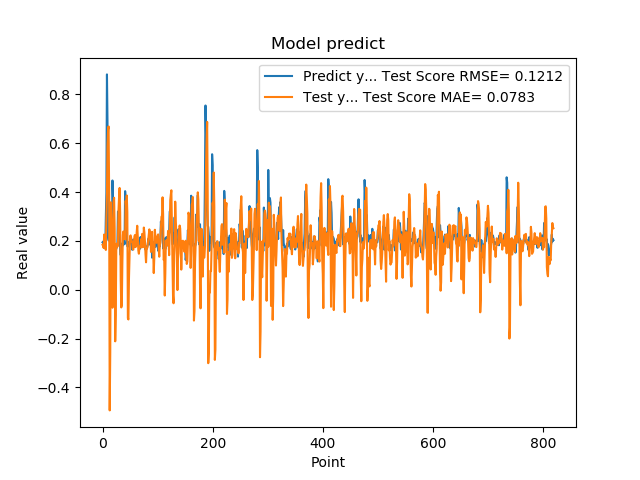 Model predict
Predict y... Test Score RMSE= 0.1212
Test y... Test Score MAE= 0.0783
Real value
0.8
0.6
0.4
0.2
0.0
−0.2
−0.4
0 200 400 600 800
Point